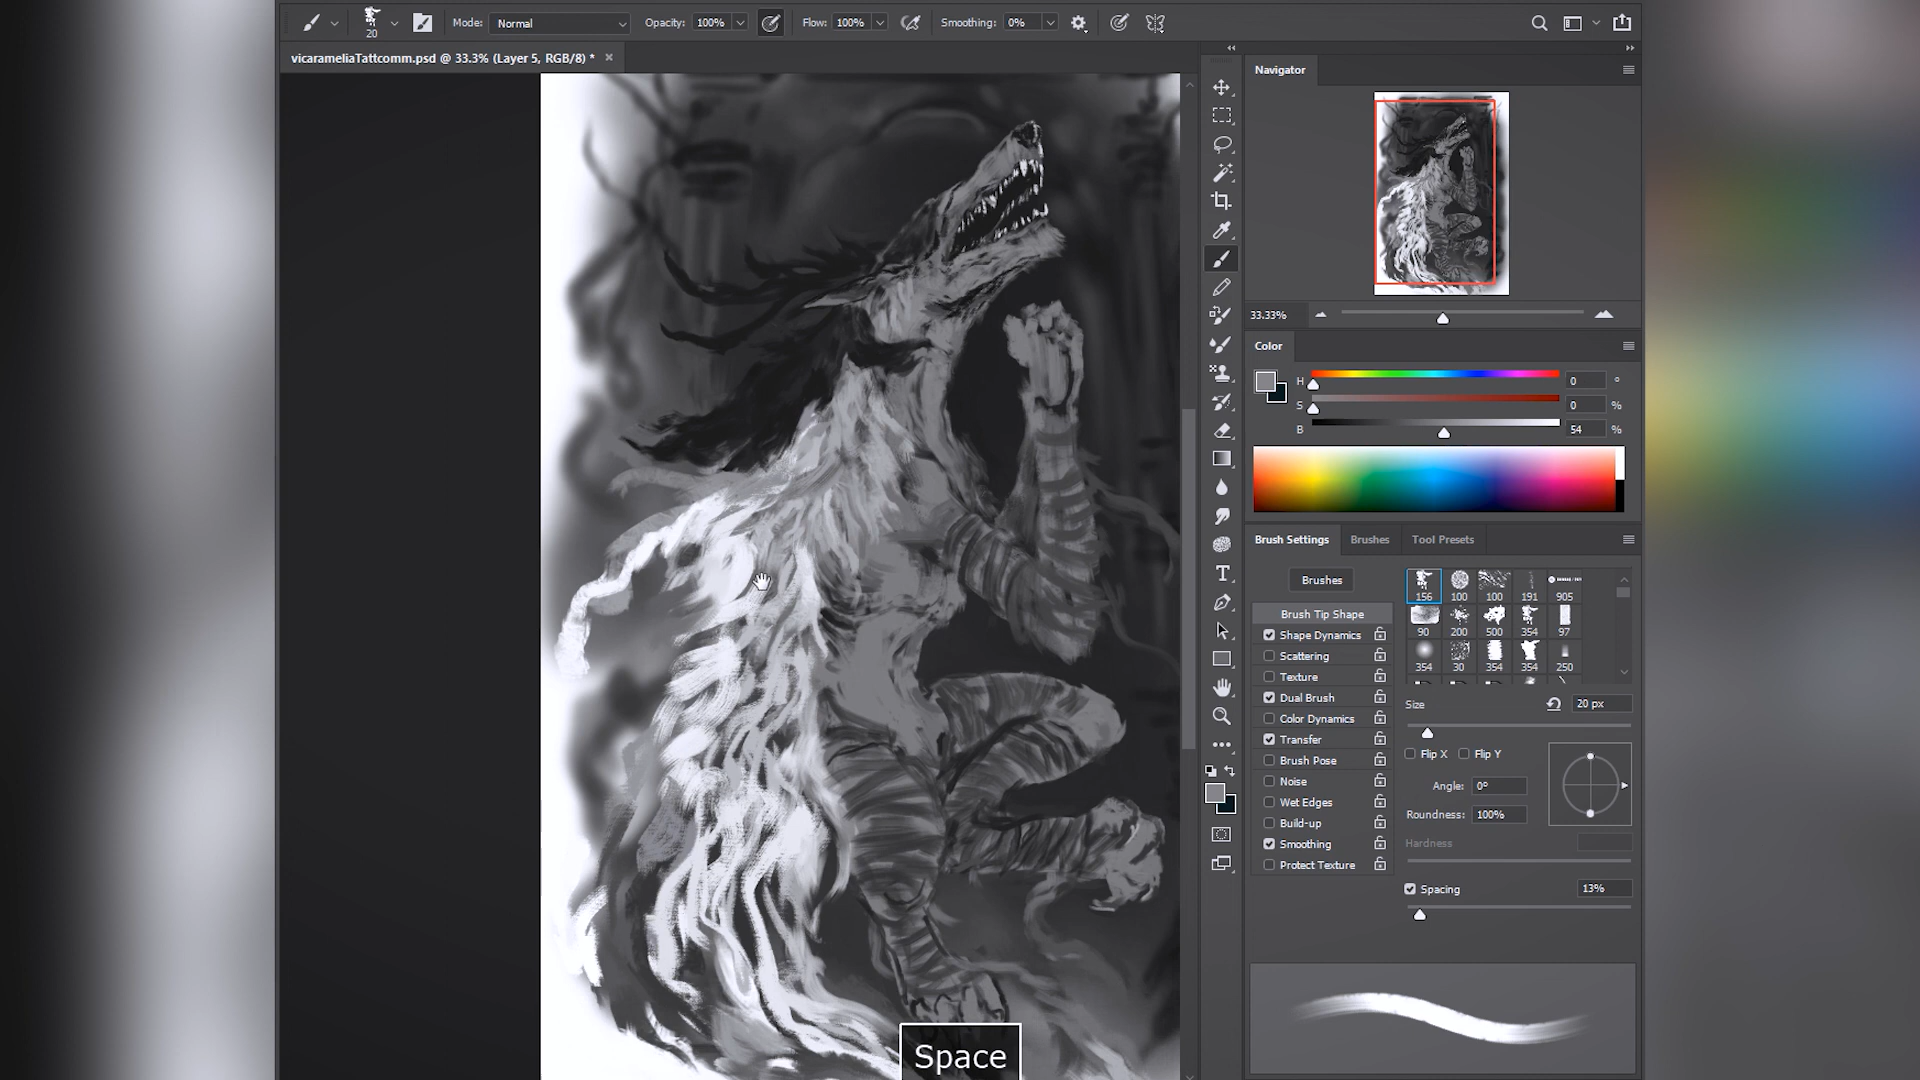 Mode: Normal Opacity: 100% Flow: 100% Smoothing: 0%
20
vicarameliaTattcomm.psd @ 33.3% (Layer 5, RGB/8) *
Navigator
33.33%
Color
H 0 °
S 0 %
B 54 %
Brush Settings Brushes Tool Presets
Brushes
156 100 100 191 905
90 200 500 354 97
354 30 354 354 250
Brush Tip Shape
Shape Dynamics
Scattering
Texture
Dual Brush
Color Dynamics
Transfer
Brush Pose
Noise
Wet Edges
Build-up
Smoothing
Protect Texture
Size 20 px
Flip X Flip Y
Angle: 0°
Roundness: 100%
Hardness
Spacing 13%
Space